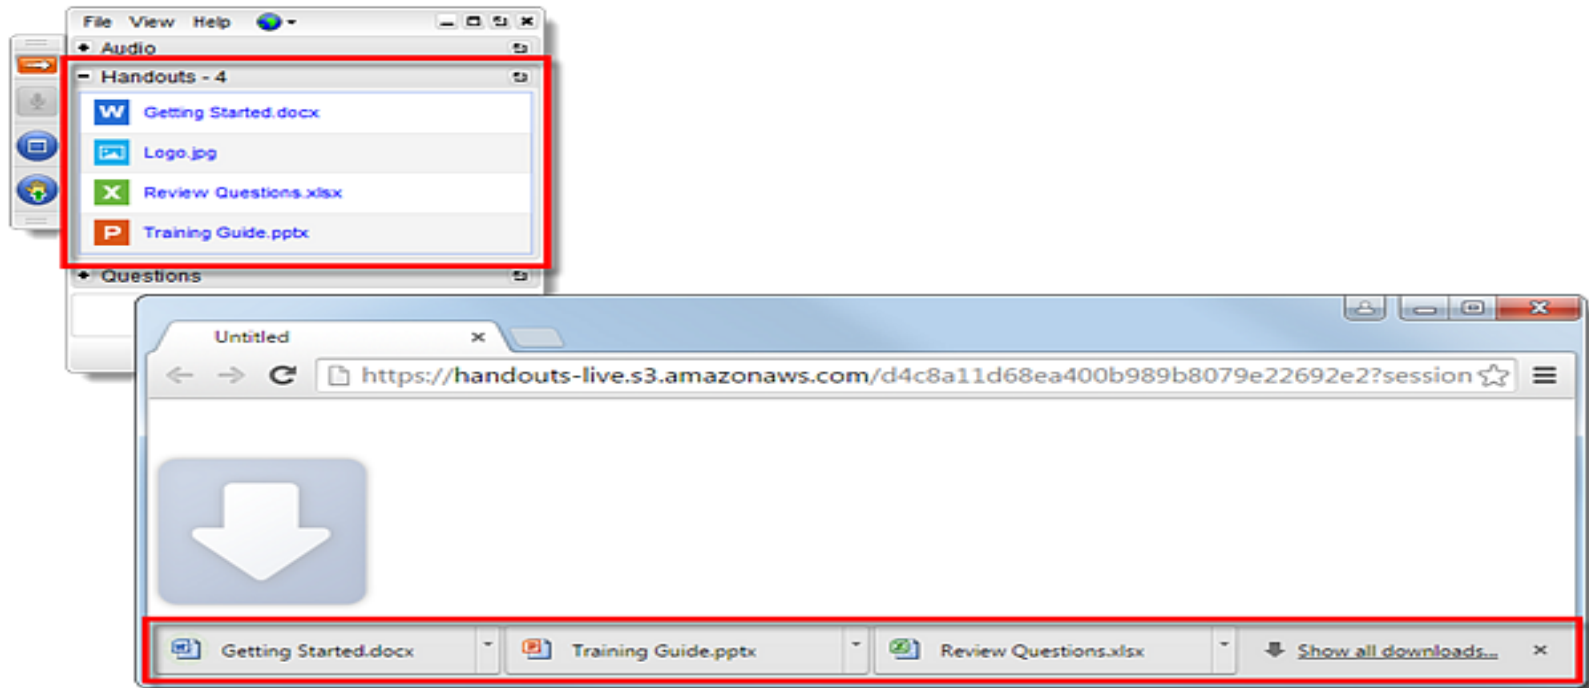 File View Help
Audio
Handouts - 4
W Getting Started.docx
Logo.jpg
X Review Questions.xlsx
P Training Guide.pptx
Questions
Untitled
https://handouts-live.s3.amazonaws.com/d4c8a11d68ea400b989b8079e22692e2?session
Getting Started.docx Training Guide.pptx Review Questions.xlsx Show all downloads...